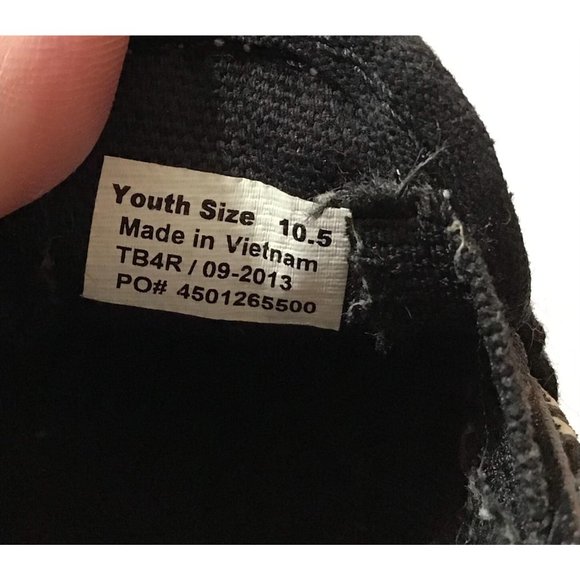 Youth Size 10.5
Made in Vietnam
TB4R / 09-2013
PO# 4501265500